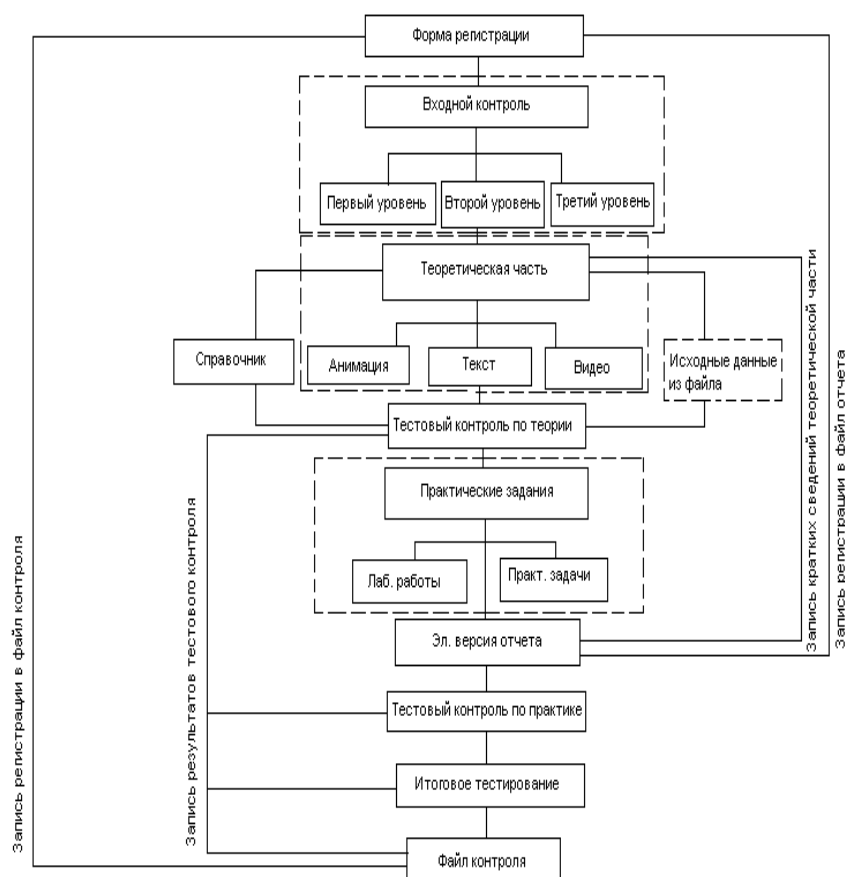 Форма регистрации
Входной контроль
Первый уровень
Второй уровень
Третий уровень
Теоретическая часть
Справочник
Анимация
Текст
Видео
Исходные данные
из файла
Тестовый контроль по теории
Практические задания
Лаб. работы
Практ. задачи
Эл. версия отчета
Тестовый контроль по практике
Итоговое тестирование
Файл контроля
Запись регистрации в файл контроля
Запись результатов тестового контроля
Запись кратких сведений теоретической части
Запись регистрации в файл отчета